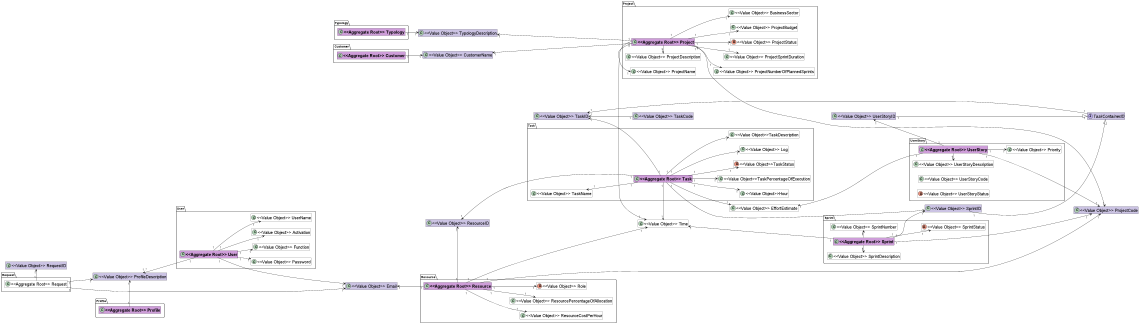 Project
<<Value Object>> BusinessSector
<<Value Object>> ProjectBudget
<<Aggregate Root>> Project
<<Value Object>> ProjectStatus
<<Value Object>> ProjectDescription
<<Value Object>> ProjectSprintDuration
<<Value Object>> ProjectName
<<Value Object>> ProjectNumberOfPlannedSprints
Typology
<<Aggregate Root>> Typology
<<Value Object>> TypologyDescription
Customer
<<Aggregate Root>> Customer
<<Value Object>> CustomerName
<<Value Object>> TaskID
<<Value Object>> TaskCode
<<Value Object>> UserStoryID
TaskContainerID
Task
<<Value Object>>TaskDescription
<<Value Object>> Log
<<Value Object>>TaskStatus
<<Aggregate Root>> Task
<<Value Object>>TaskPercentageOfExecution
<<Value Object>> TaskName
<<Value Object>>Hour
<<Value Object>> EffortEstimate
UserStory
<<Aggregate Root>> UserStory
<<Value Object>> Priority
<<Value Object>> UserStoryDescription
<<Value Object>> UserStoryCode
<<Value Object>> UserStoryStatus
<<Value Object>> ResourceID
<<Value Object>> Time
<<Value Object>> SprintID
<<Value Object>> ProjectCode
User
<<Value Object>> UserName
<<Value Object>> Activation
<<Value Object>> Function
<<Aggregate Root>> User
<<Value Object>> Password
Sprint
<<Value Object>> SprintNumber
<<Value Object>> SprintStatus
<<Aggregate Root>> Sprint
<<Value Object>> SprintDescription
<<Value Object>> RequestID
Request
<<Aggregate Root>> Request
<<Value Object>> ProfileDescription
<<Value Object>> Email
Profile
<<Aggregate Root>> Profile
Resource
<<Aggregate Root>> Resource
<<Value Object>> Role
<<Value Object>> ResourcePercentageOfAllocation
<<Value Object>> ResourceCostPerHour